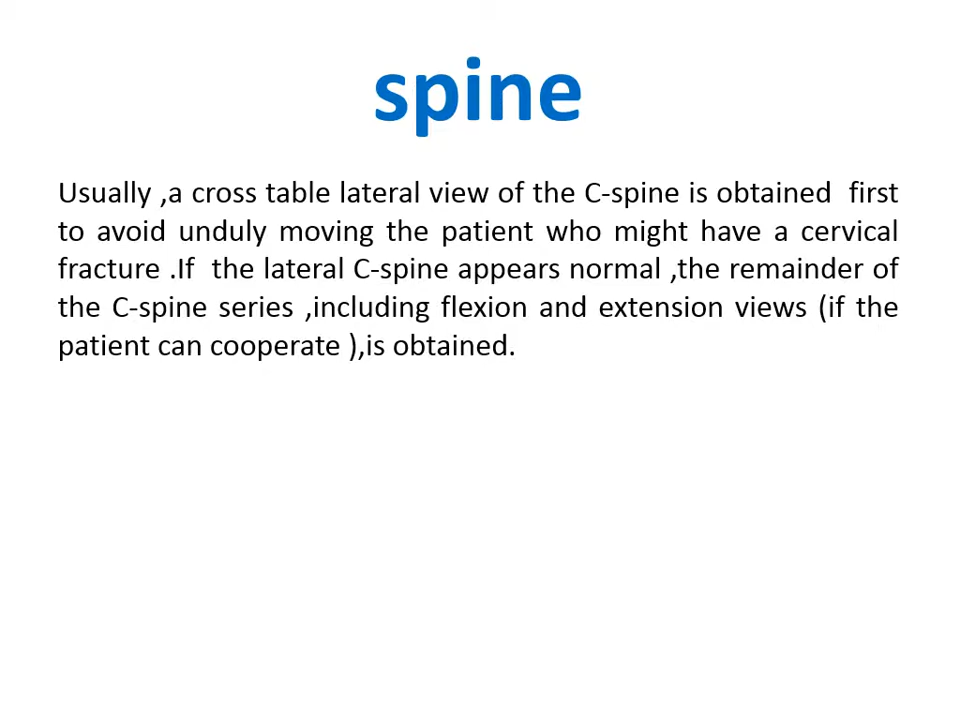 spine
Usually ,a cross table lateral view of the C-spine is obtained  first
to avoid unduly moving the patient who might have a cervical
fracture .If  the lateral C-spine appears normal ,the remainder of
the C-spine series ,including flexion and extension views (if the
patient can cooperate ),is obtained.